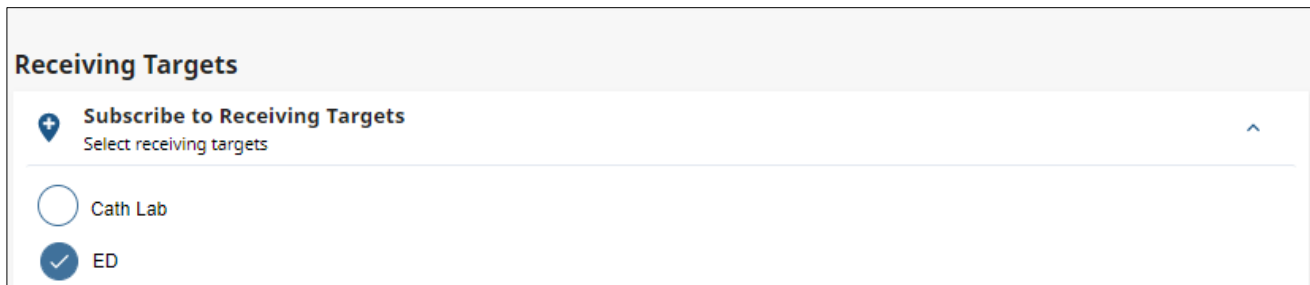 Receiving Targets
Subscribe to Receiving Targets
Select receiving targets
Cath Lab
ED